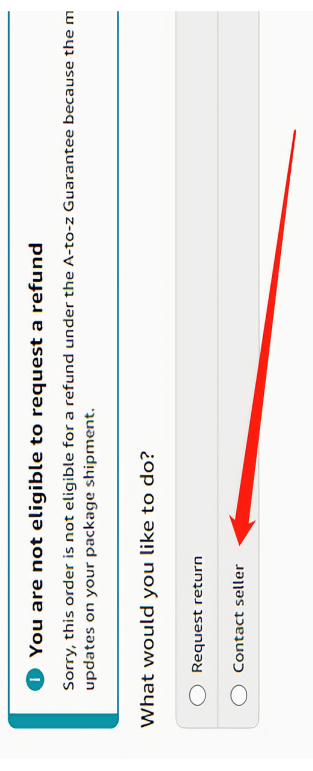 You are not eligible to request a refund
Sorry, this order is not eligible for a refund under the A-to-z Guarantee because the m
updates on your package shipment.
What would you like to do?
Request return
Contact seller